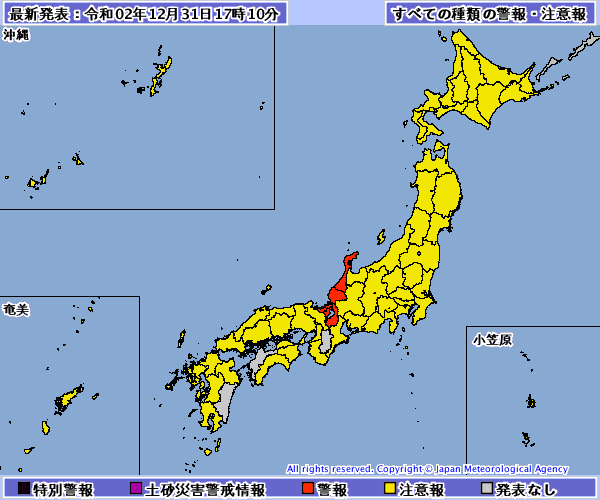 最新発表：令和02年12月31日17時10分
すべての種類の警報・注意報
沖縄
奄美
小笠原
All rights reserved. Copyright © Japan Meteorological Agency
特別警報 土砂災害警戒情報 警報 注意報 発表なし